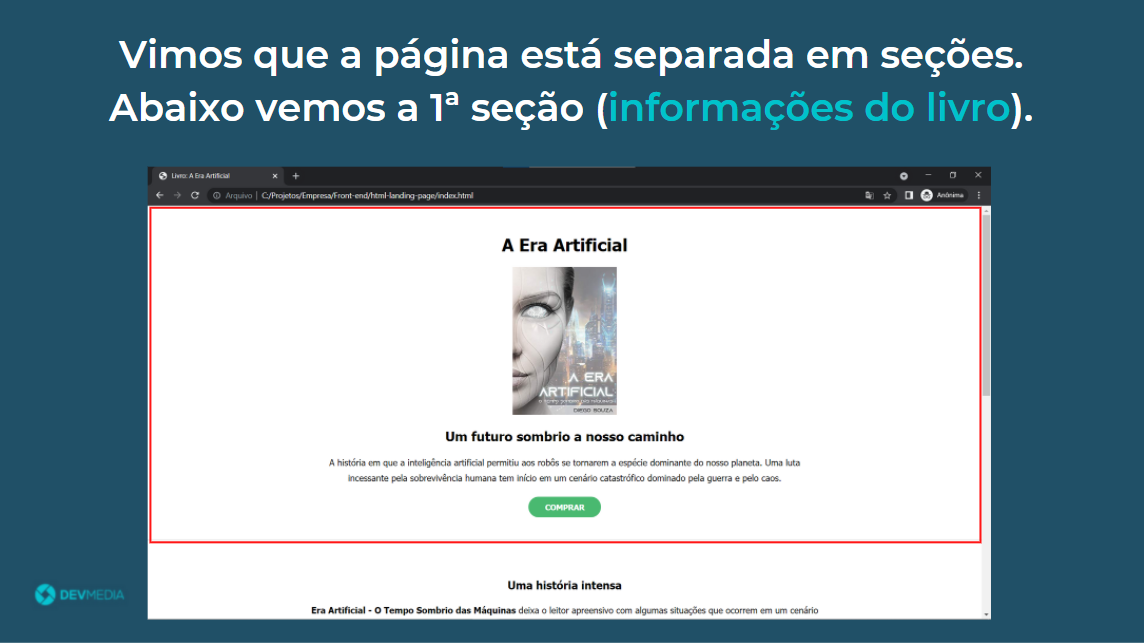 Vimos que a página está separada em seções.
Abaixo vemos a 1ª seção (informações do livro).
Livro: A Era Artificial
Arquivo | C:/Projetos/Empresa/Front-end/html-landing-page/index.html
Anônima
A Era Artificial
A ERA
ARTIFICIAL
O TEMPO SOMBRIO DAS MÁQUINAS
DIEGO SOUZA
Um futuro sombrio a nosso caminho
A história em que a inteligência artificial permitiu aos robôs se tornarem a espécie dominante do nosso planeta. Uma luta
incessante pela sobrevivência humana tem início em um cenário catastrófico dominado pela guerra e pelo caos.
COMPRAR
Uma história intensa
Era Artificial - O Tempo Sombrio das Máquinas deixa o leitor apreensivo com algumas situações que ocorrem em um cenário
DEVMEDIA